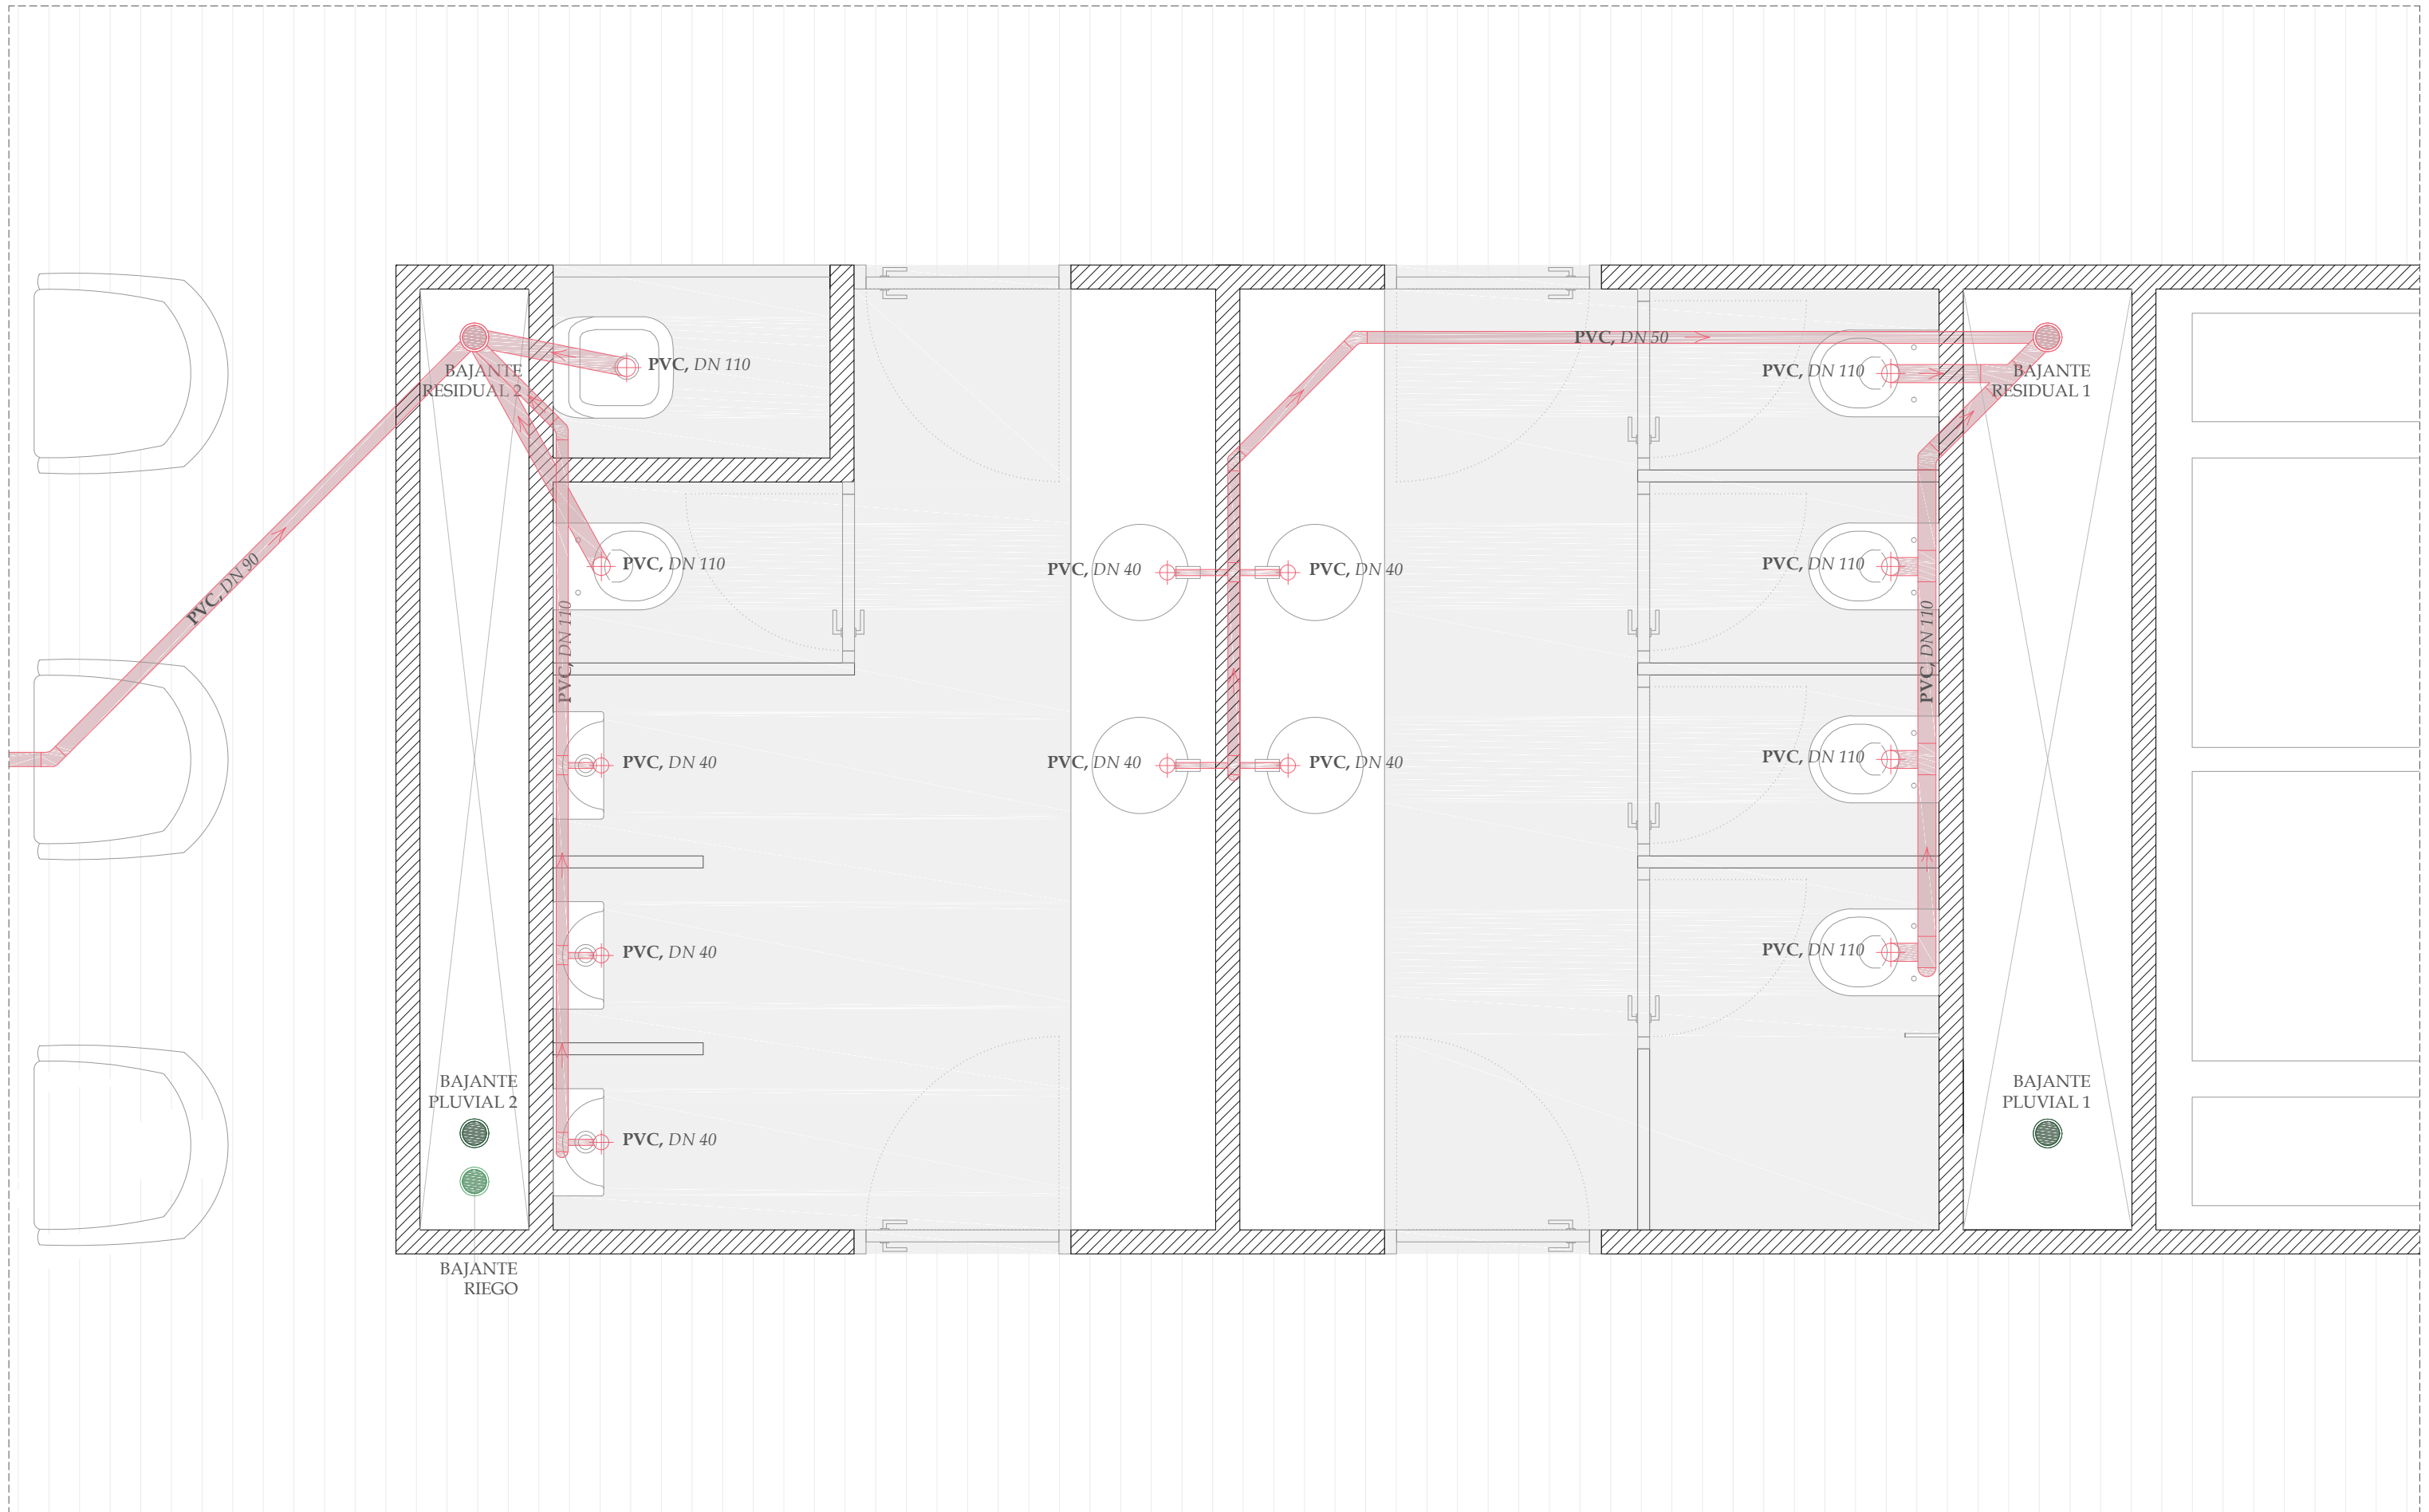 PVC, DN 50
BAJANTE
RESIDUAL 2
PVC, DN 110
PVC, DN 110
BAJANTE
RESIDUAL 1
PVC, DN 90
PVC, DN 110
PVC, DN 110
PVC, DN 40
PVC, DN 40
PVC, DN 110
PVC, DN 110
PVC, DN 40
PVC, DN 40
PVC, DN 40
PVC, DN 110
PVC, DN 40
PVC, DN 110
BAJANTE
PLUVIAL 2
BAJANTE
PLUVIAL 1
PVC, DN 40
BAJANTE
RIEGO